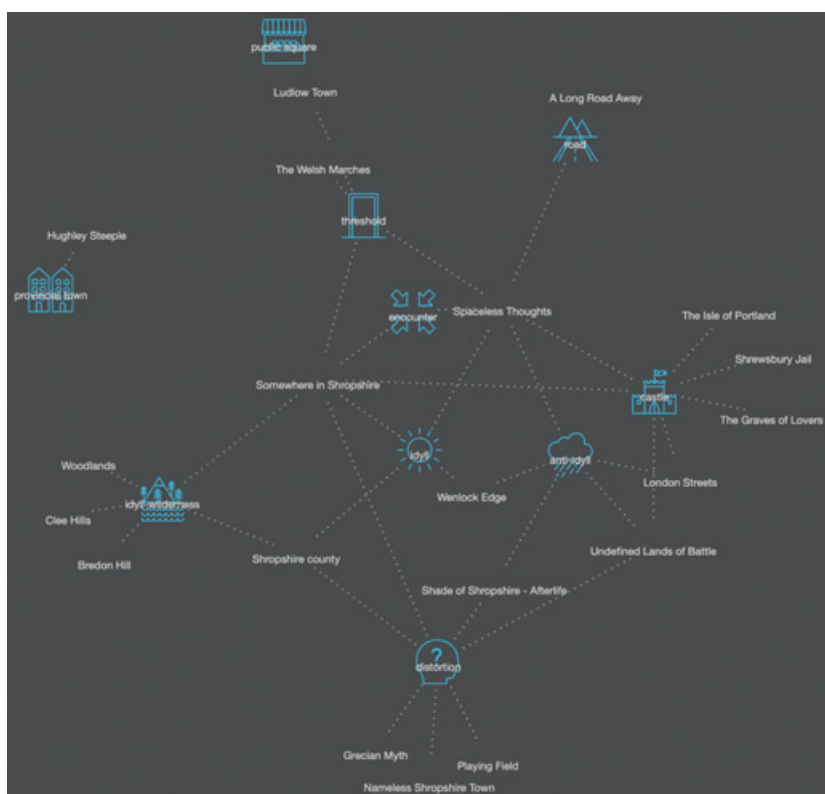 public square
Ludlow Town
A Long Road Away
road
The Welsh Marches
threshold
Hughley Steeple
provincial town
encounter
Spaceless Thoughts
The Isle of Portland
Shrewsbury Jail
Somewhere in Shropshire
castle
The Graves of Lovers
idyll
anti-idyll
Woodlands
London Streets
Wenlock Edge
idyll-wilderness
Clee Hills
Undefined Lands of Battle
Shropshire county
Bredon Hill
Shade of Shropshire - Afterlife
?
distortion
Grecian Myth
Playing Field
Nameless Shropshire Town